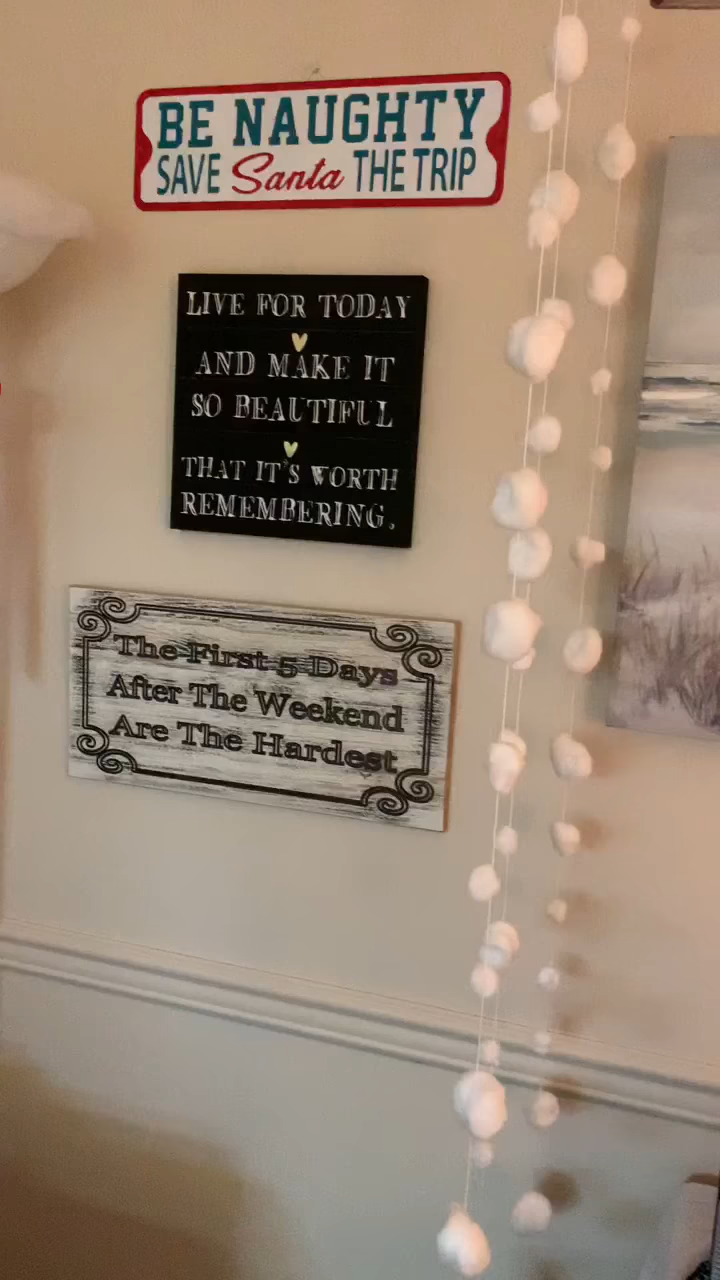 BE NAUGHTY
SAVE Santa THE TRIP
LIVE FOR TODAY
AND MAKE IT
SO BEAUTIFUL
THAT IT'S WORTH
REMEMBERING.
The First 5 Days
After The Weekend
Are The Hardest